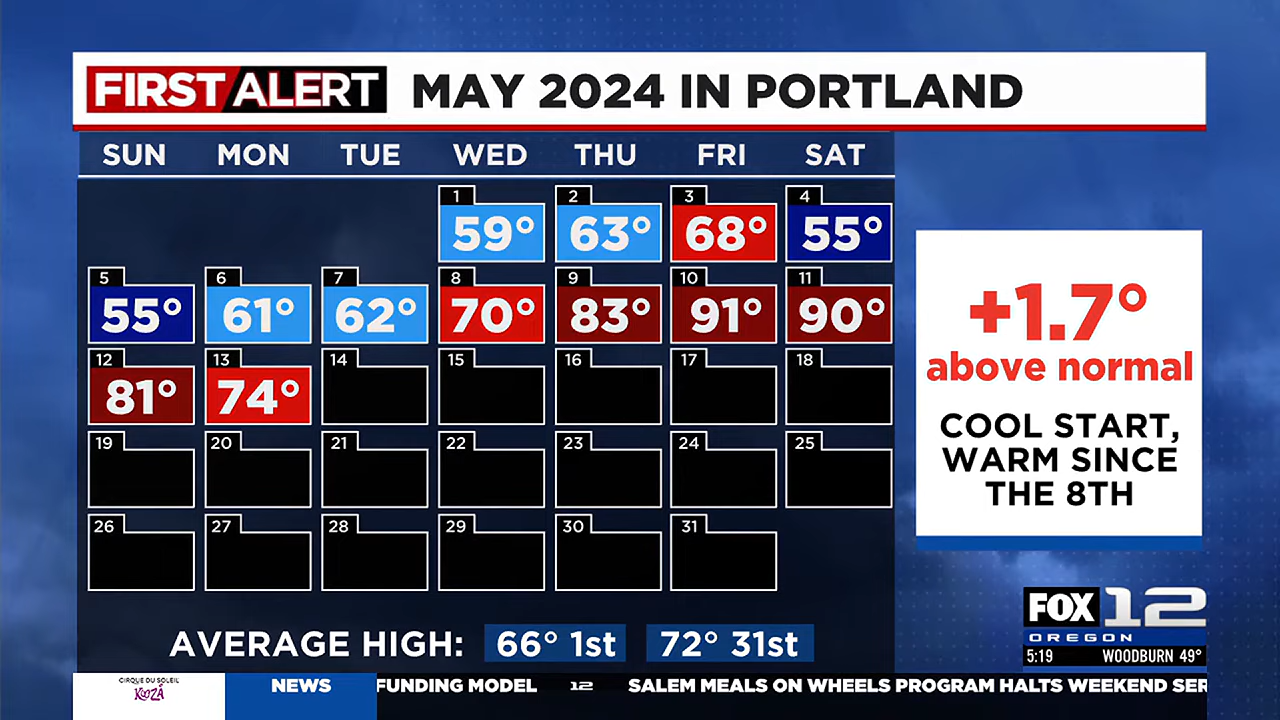 FIRST ALERT MAY 2024 IN PORTLAND
SUN MON TUE WED THU FRI SAT
1 2 3 4
59° 63° 68° 55°
5 6 7 8 9 10 11
55° 61° 62° 70° 83° 91° 90°
12 13 14 15 16 17 18
81° 74°
19 20 21 22 23 24 25
26 27 28 29 30 31
AVERAGE HIGH: 66° 1st 72° 31st
+1.7°
above normal
COOL START,
WARM SINCE
THE 8TH
FOX 12
OREGON
5:19 WOODBURN 49°
CIRQUE DU SOLEIL
KOOZÅ
NEWS FUNDING MODEL 12 SALEM MEALS ON WHEELS PROGRAM HALTS WEEKEND SER